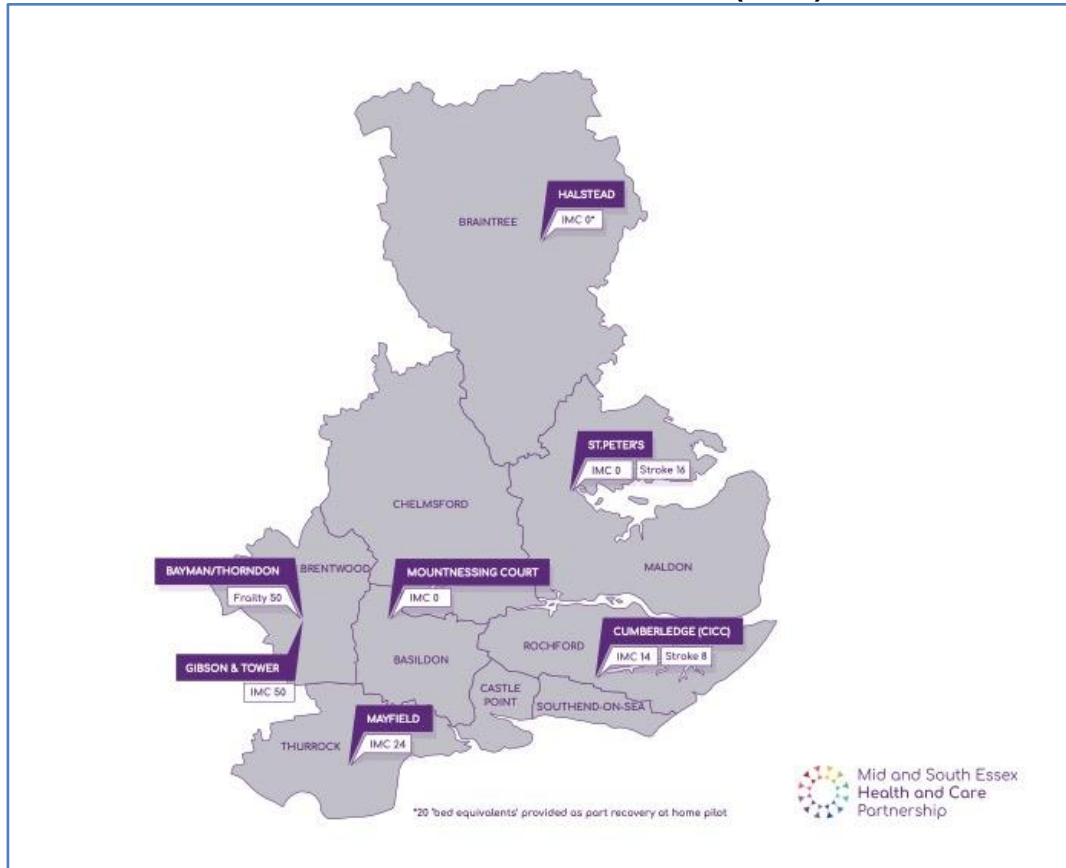 HALSTEAD
IMC 0*
BRAINTREE
ST.PETER'S
IMC 0 Stroke 16
CHELMSFORD
BAYMAN/THORNDON
BRENTWOOD
MOUNTNESSING COURT
MALDON
Frailty 50
IMC 0
CUMBERLEDGE (CICC)
ROCHFORD
IMC 14 Stroke 8
GIBSON & TOWER
BASILDON
IMC 50
CASTLE
POINT
SOUTHEND-ON-SEA
MAYFIELD
THURROCK
IMC 24
*20 'bed equivalents' provided as part recovery at home pilot
Mid and South Essex
Health and Care
Partnership